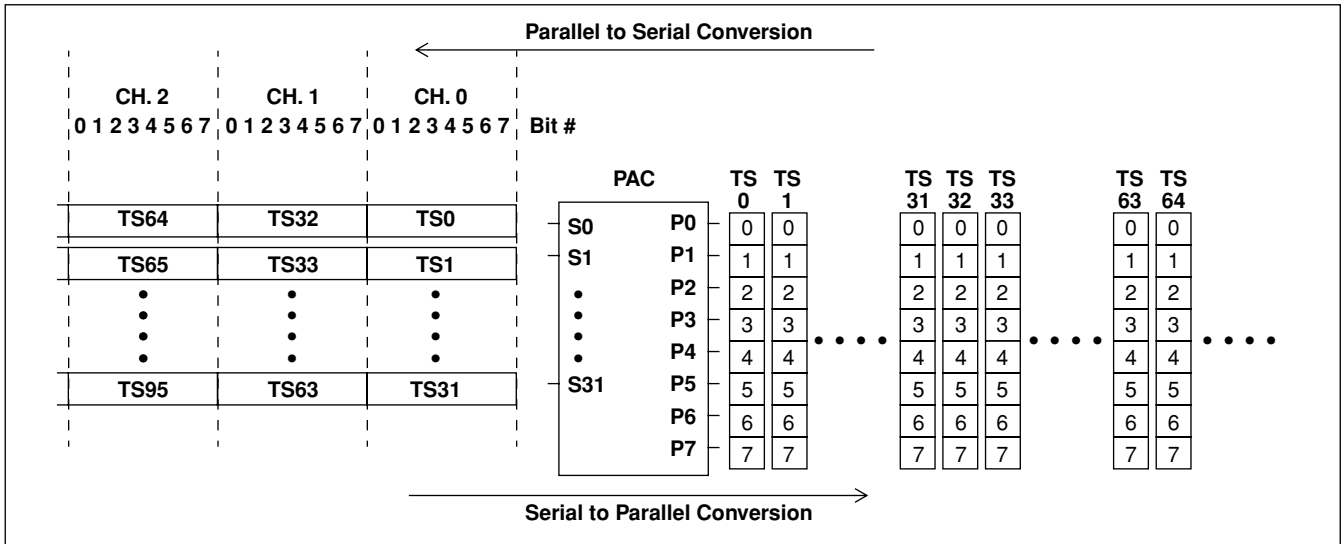 Parallel to Serial Conversion
CH. 2 CH. 1 CH. 0
0 1 2 3 4 5 6 7 0 1 2 3 4 5 6 7 0 1 2 3 4 5 6 7 Bit #
PAC TS TS TS TS TS TS TS
0 1 31 32 33 63 64
TS64 TS32 TS0 S0 P0 0 0 0 0 0 0 0
TS65 TS33 TS1 S1 P1 1 1 1 1 1 1 1
P2 2 2 2 2 2 2 2
P3 3 3 3 3 3 3 3
P4 4 4 4 4 4 4 4
TS95 TS63 TS31 S31 P5 5 5 5 5 5 5 5
P6 6 6 6 6 6 6 6
P7 7 7 7 7 7 7 7
Serial to Parallel Conversion